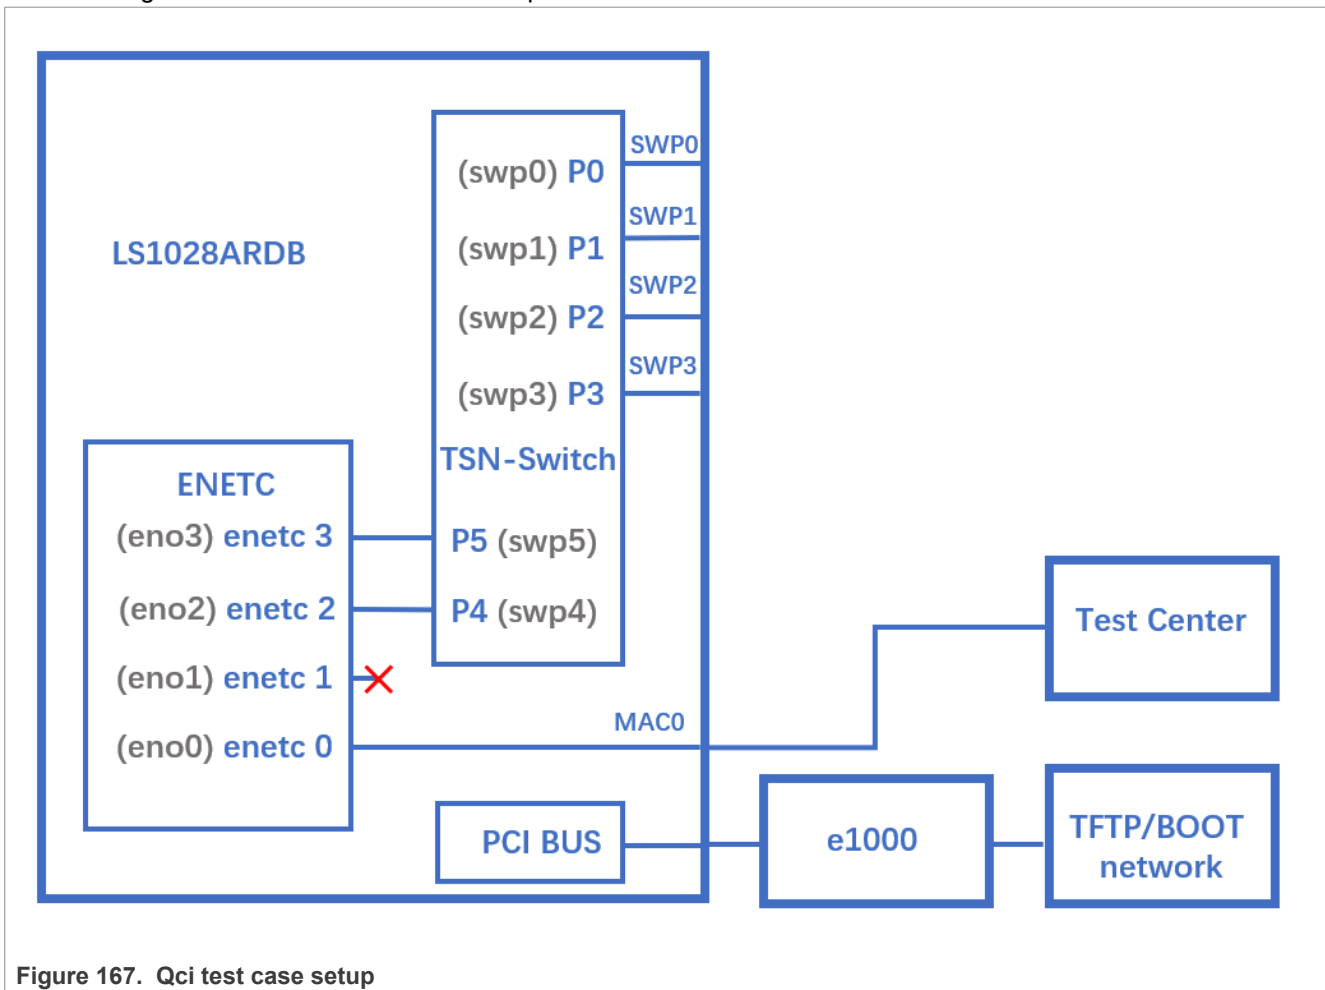 (swp0) P0
SWP0
(swp1) P1
SWP1
LS1028ARDB
(swp2) P2
SWP2
(swp3) P3
SWP3
TSN-Switch
ENETC
(eno3) enetc 3
P5 (swp5)
(eno2) enetc 2
P4 (swp4)
(eno1) enetc 1
(eno0) enetc 0
MAC0
Test Center
PCI BUS
e1000
TFTP/BOOT
network
Figure 167. Qci test case setup